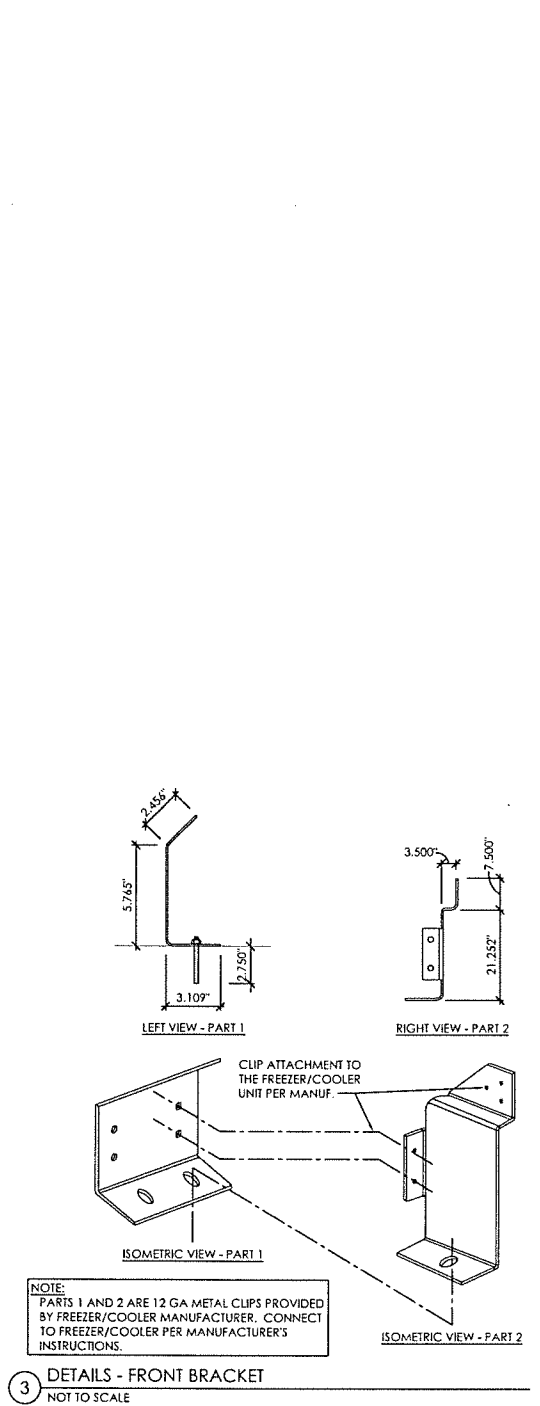 2.456"
5.765"
2.750"
3.109"
LEFT VIEW - PART 1
3.500"
7.500"
21.252"
RIGHT VIEW - PART 2
CLIP ATTACHMENT TO
THE FREEZER/COOLER
UNIT PER MANUF.
ISOMETRIC VIEW - PART 1
ISOMETRIC VIEW - PART 2
NOTE:
PARTS 1 AND 2 ARE 12 GA METAL CLIPS PROVIDED
BY FREEZER/COOLER MANUFACTURER. CONNECT
TO FREEZER/COOLER PER MANUFACTURER'S
INSTRUCTIONS.
3 DETAILS - FRONT BRACKET
NOT TO SCALE